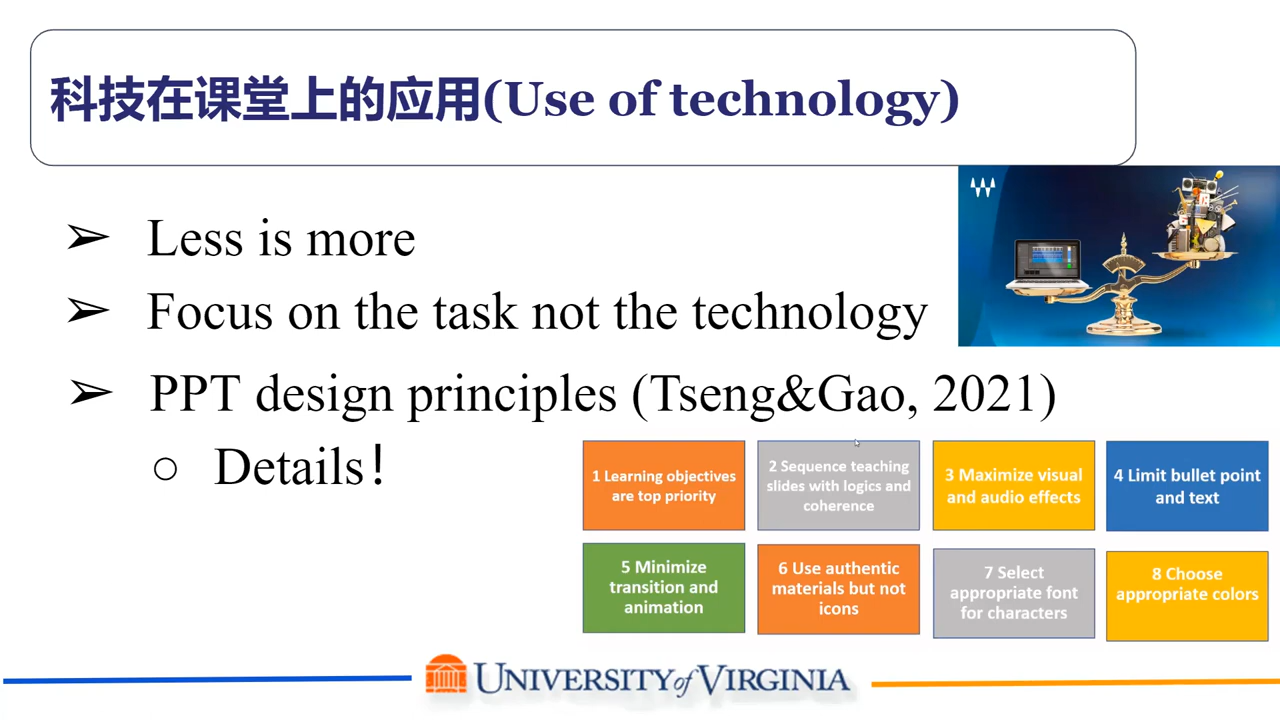 科技在课堂上的应用(Use of technology)
➢ Less is more
➢ Focus on the task not the technology
➢ PPT design principles (Tseng&Gao, 2021)
○ Details！
1 Learning objectives
are top priority
2 Sequence teaching
slides with logics and
coherence
3 Maximize visual
and audio effects
4 Limit bullet point
and text
5 Minimize
transition and
animation
6 Use authentic
materials but not
icons
7 Select
appropriate font
for characters
8 Choose
appropriate colors
UNIVERSITY of VIRGINIA